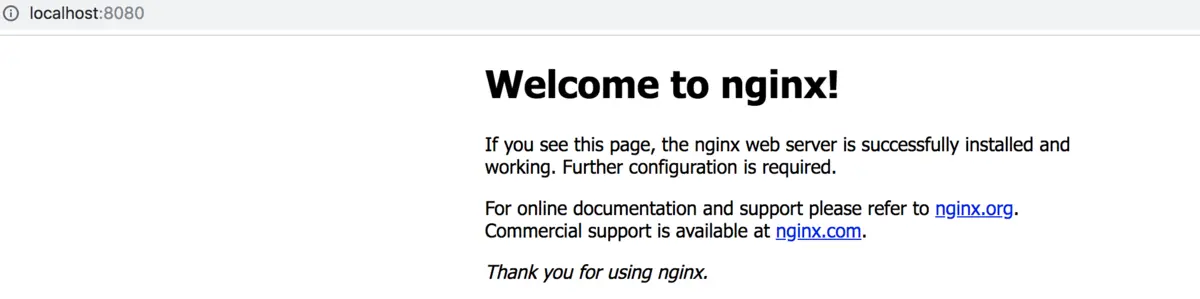 localhost:8080
Welcome to nginx!
If you see this page, the nginx web server is successfully installed and
working. Further configuration is required.
For online documentation and support please refer to nginx.org.
Commercial support is available at nginx.com.
Thank you for using nginx.